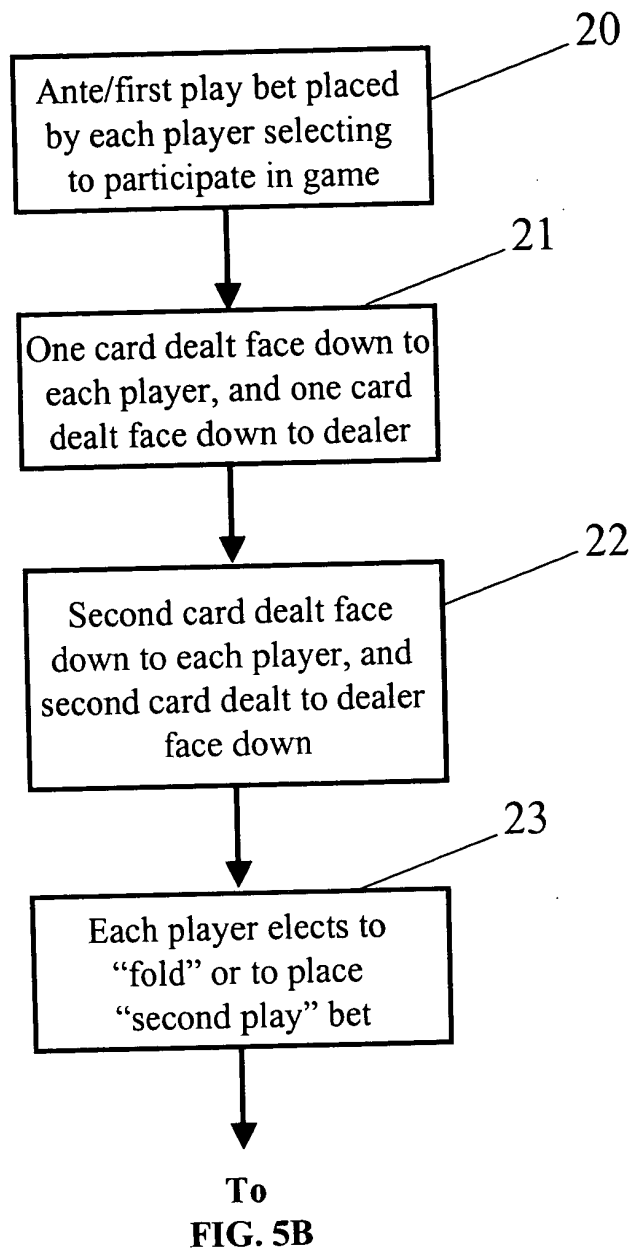 20
Ante/first play bet placed
by each player selecting
to participate in game
21
One card dealt face down to
each player, and one card
dealt face down to dealer
22
Second card dealt face
down to each player, and
second card dealt to dealer
face down
23
Each player elects to
“fold” or to place
“second play” bet
To
FIG. 5B